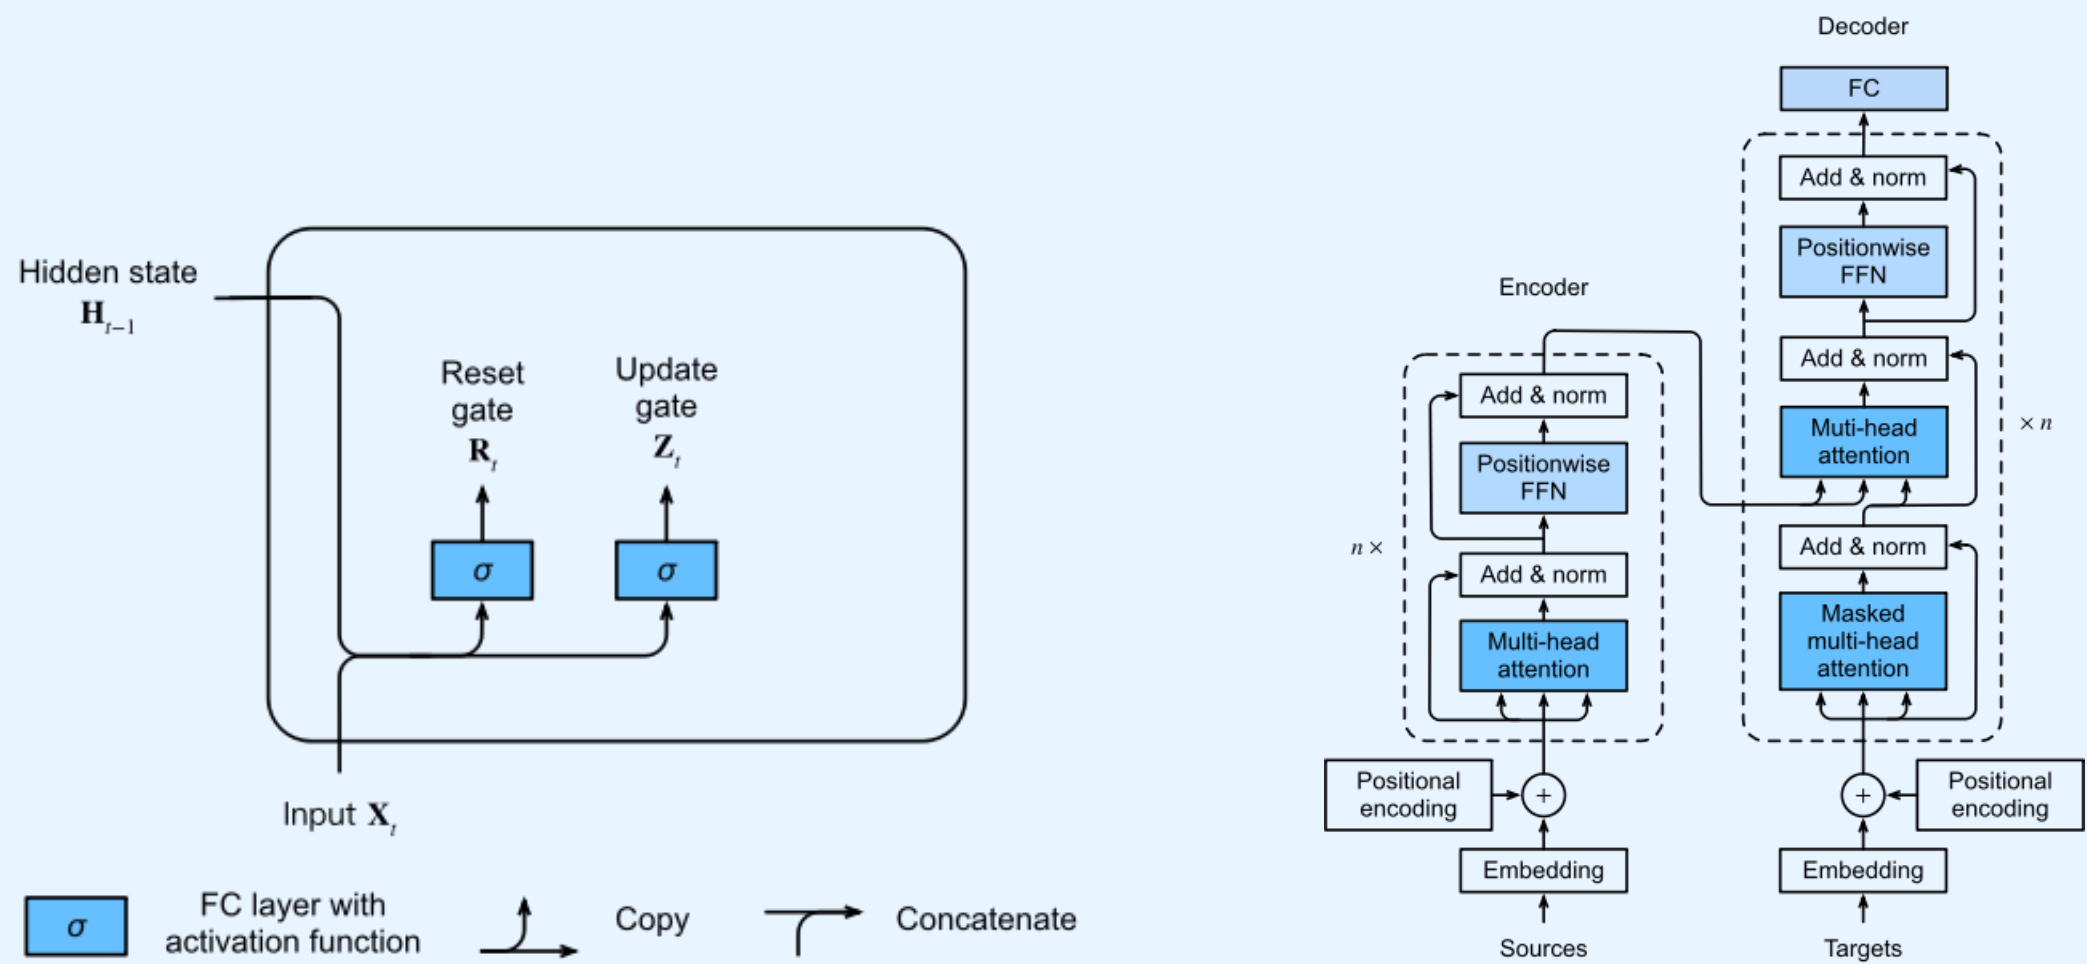 Hidden state
H_{t−1}
Reset
gate
R_t
Update
gate
Z_t
σ
σ
Input X_t
σ
FC layer with
activation function
Copy
Concatenate
Encoder
Add & norm
Positionwise
FFN
n ×
Add & norm
Multi-head
attention
Positional
encoding
+
Embedding
Sources
Decoder
FC
Add & norm
Positionwise
FFN
Add & norm
Muti-head
attention
× n
Add & norm
Masked
multi-head
attention
+
Positional
encoding
Embedding
Targets